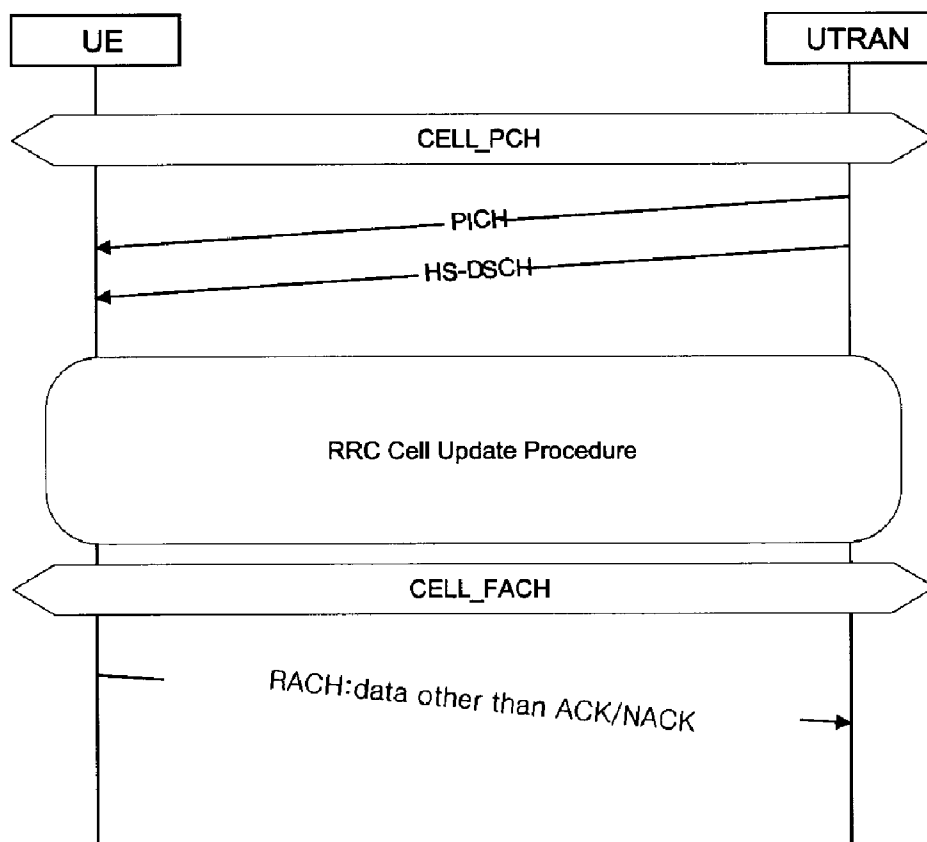 UE
UTRAN
CELL_PCH
PICH
HS-DSCH
RRC Cell Update Procedure
CELL_FACH
RACH:data other than ACK/NACK